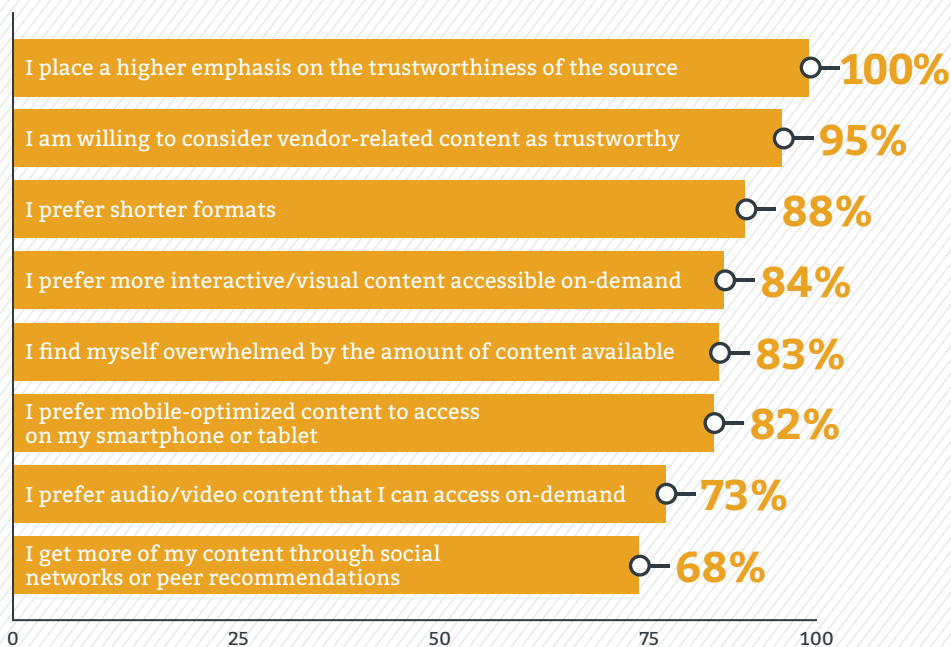 I place a higher emphasis on the trustworthiness of the source 100%
I am willing to consider vendor-related content as trustworthy 95%
I prefer shorter formats 88%
I prefer more interactive/visual content accessible on-demand 84%
I find myself overwhelmed by the amount of content available 83%
I prefer mobile-optimized content to access
on my smartphone or tablet 82%
I prefer audio/video content that I can access on-demand 73%
I get more of my content through social
networks or peer recommendations 68%
0 25 50 75 100